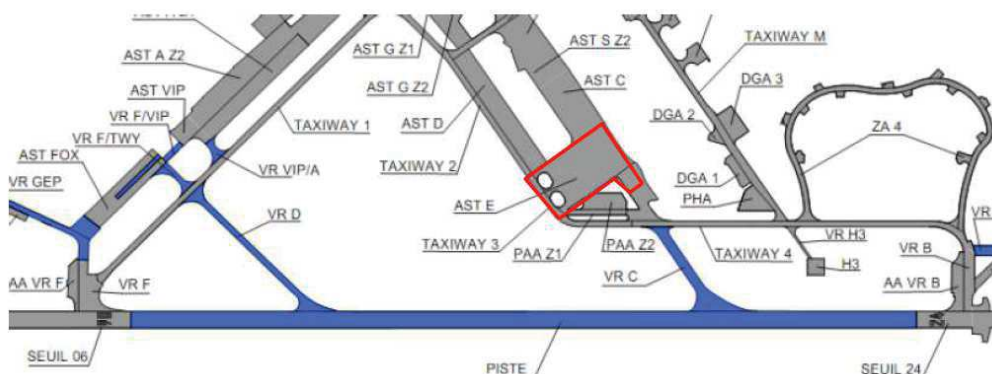 AST G Z1
AST S Z2
TAXIWAY M
AST A Z2
AST C
AST G Z2
DGA 3
AST VIP
VR F/VIP
AST D
TAXIWAY 1
DGA 2
ZA 4
VR F/TWY
AST FOX
TAXIWAY 2
VR VIP/A
VR GEP
DGA 1
PHA
AST E
VR D
TAXIWAY 3
PAA Z1
PAA Z2
TAXIWAY 4
VR H3
VR B
VR
VR C
H3
AA VR F
VR F
AA VR B
SEUIL 06
PISTE
SEUIL 24